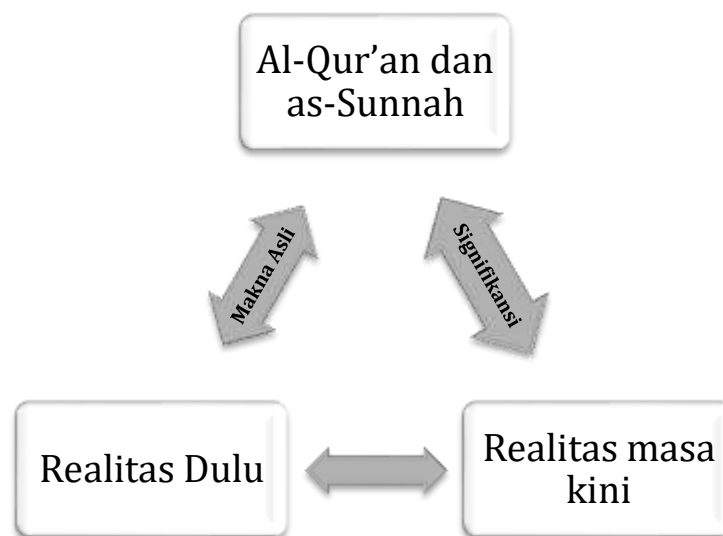 Al-Qur’an dan
as-Sunnah
Makna Asli
Signifikansi
Realitas Dulu
Realitas masa
kini